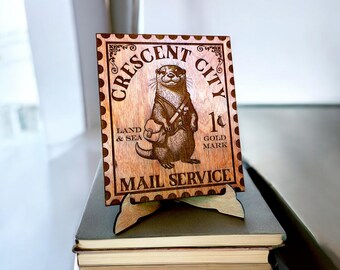 CRESCENT CITY
1¢
LAND & SEA
GOLD MARK
MAIL SERVICE